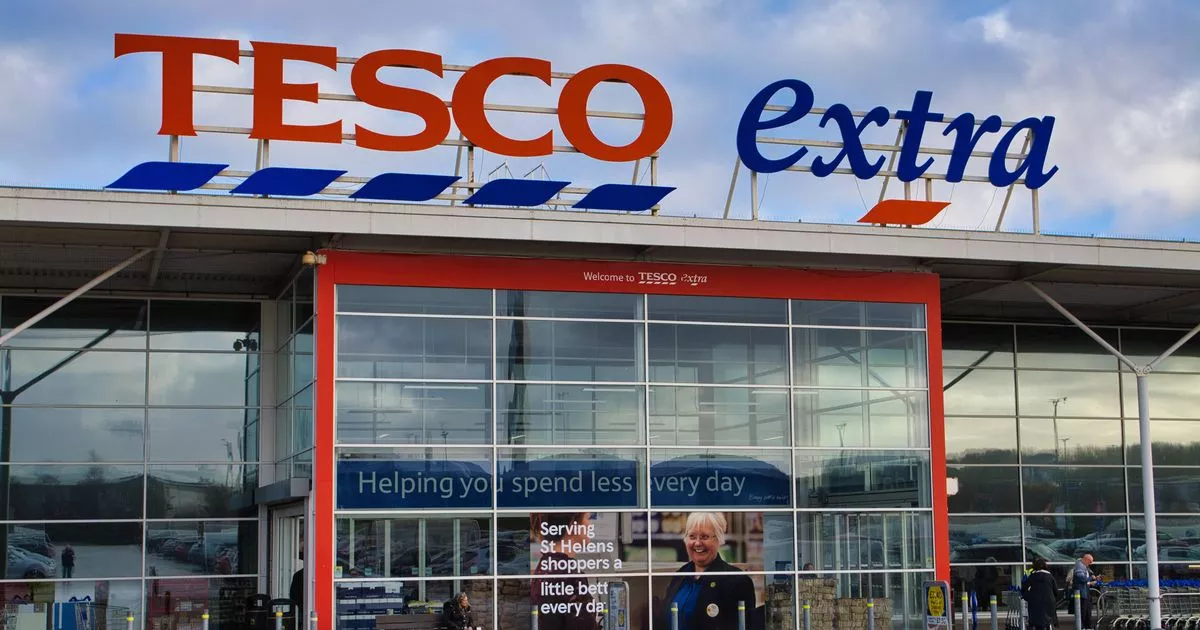 TESCO extra
Welcome to TESCO extra
Helping you spend less every day
Serving
St Helens
shoppers a
little bett
every da